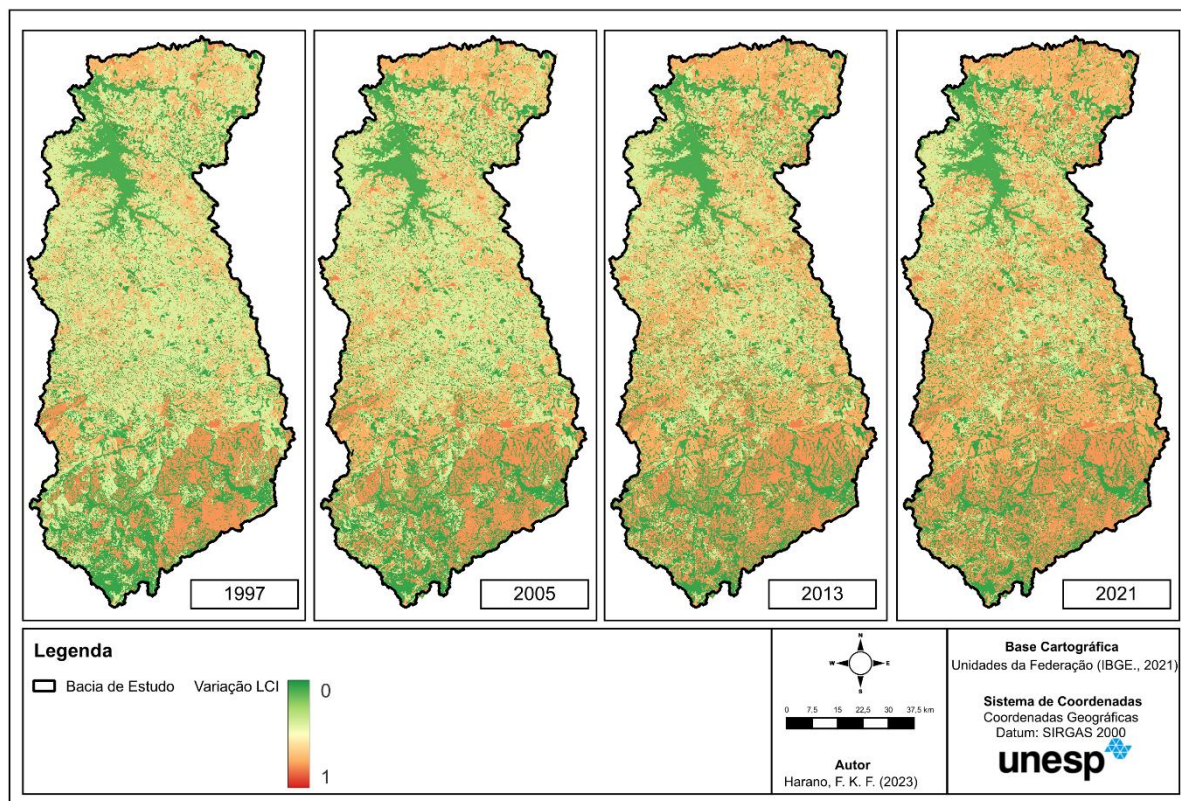 1997
2005
2013
2021
Legenda
Bacia de Estudo
Variação LCI
0
1
N
W
E
S
0 7,5 15 22,5 30 37,5 km
Autor
Harano, F. K. F. (2023)
Base Cartográfica
Unidades da Federação (IBGE., 2021)
Sistema de Coordenadas
Coordenadas Geográficas
Datum: SIRGAS 2000
unesp